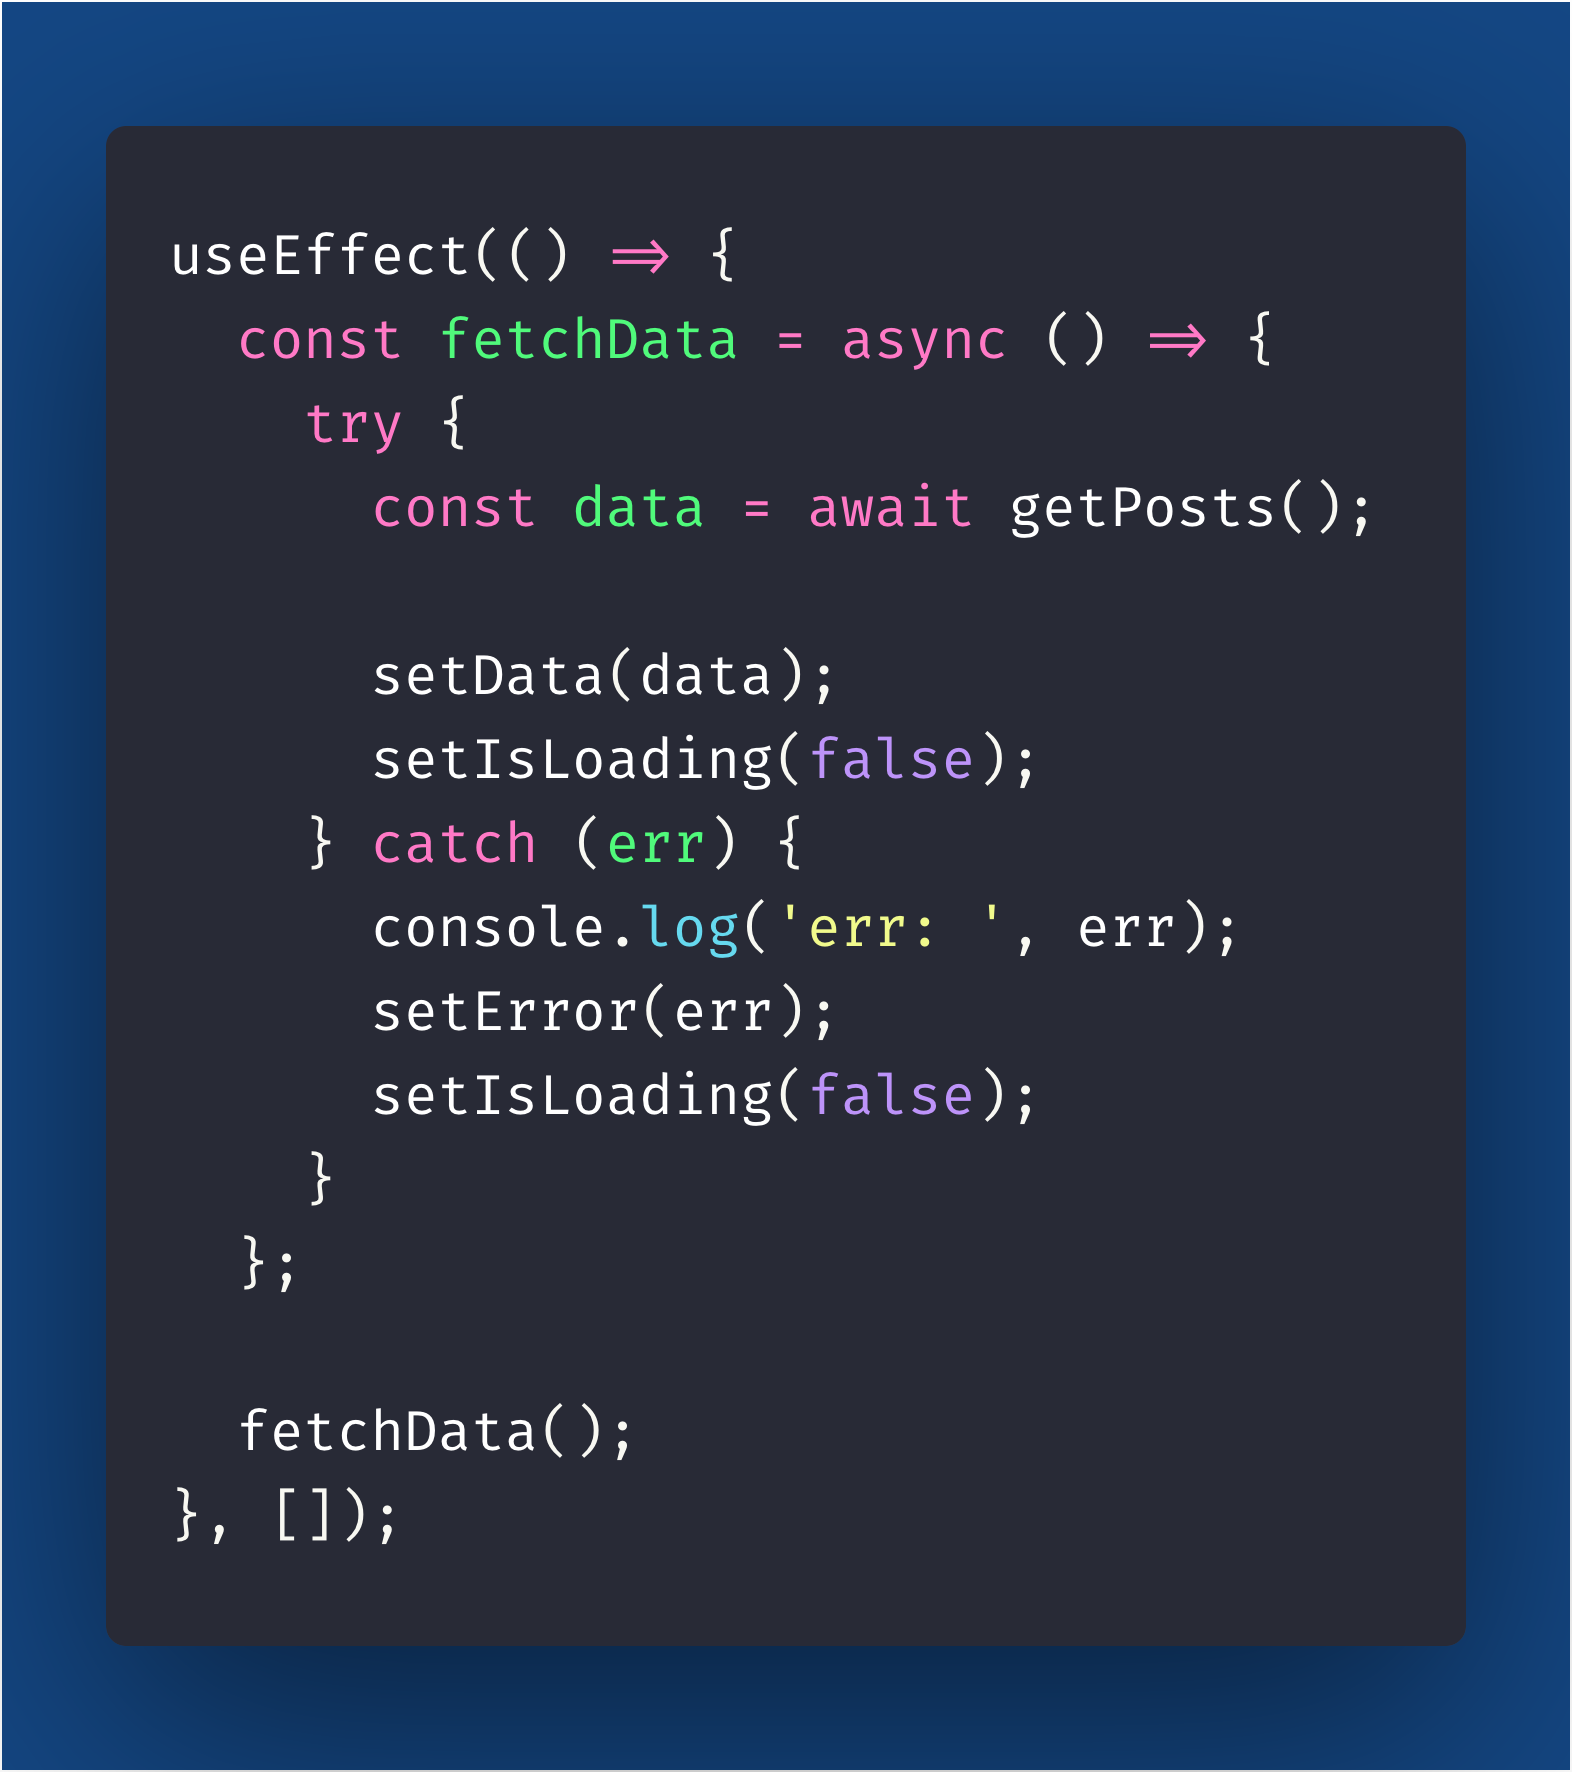 useEffect(() => {
  const fetchData = async () => {
    try {
      const data = await getPosts();

      setData(data);
      setIsLoading(false);
    } catch (err) {
      console.log('err: ', err);
      setError(err);
      setIsLoading(false);
    }
  };

  fetchData();
}, []);